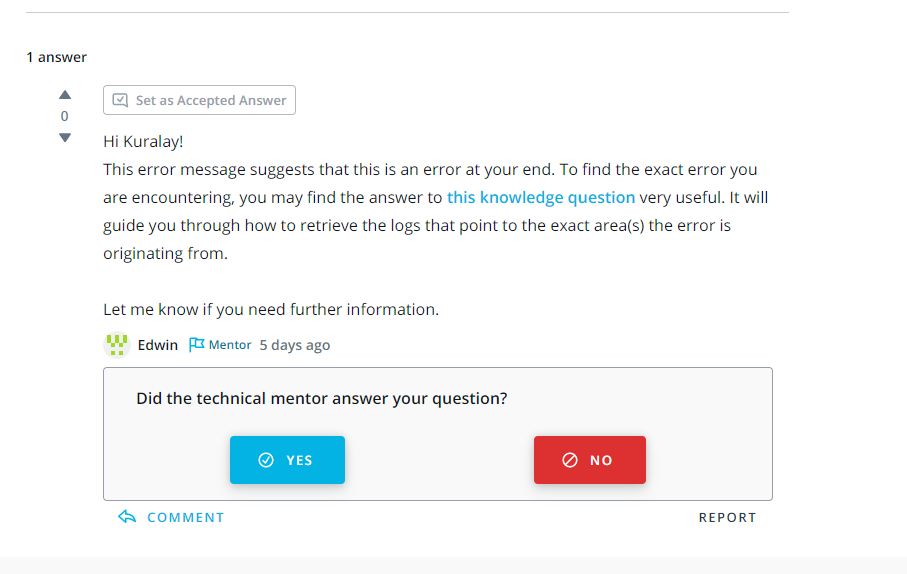 1 answer
0
Set as Accepted Answer
Hi Kuralay!
This error message suggests that this is an error at your end. To find the exact error you
are encountering, you may find the answer to this knowledge question very useful. It will
guide you through how to retrieve the logs that point to the exact area(s) the error is
originating from.
Let me know if you need further information.
Edwin Mentor 5 days ago
Did the technical mentor answer your question?
YES NO
COMMENT REPORT